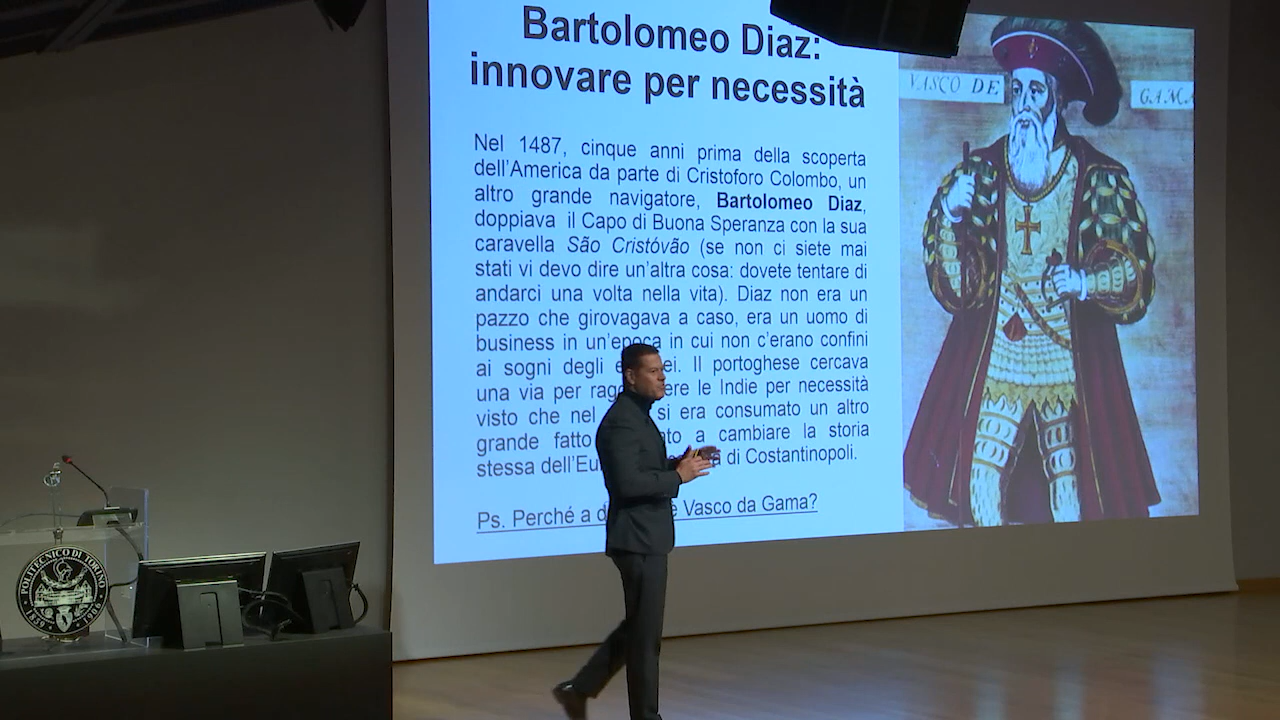 Bartolomeo Diaz:
innovare per necessità
Nel 1487, cinque anni prima della scoperta
dell'America da parte di Cristoforo Colombo, un
altro grande navigatore, Bartolomeo Diaz,
doppiava il Capo di Buona Speranza con la sua
caravella São Cristóvão (se non ci siete mai
stati vi devo dire un'altra cosa: dovete tentare di
andarci una volta nella vita). Diaz non era un
pazzo che girovagava a caso, era un uomo di
business in un'epoca in cui non c'erano confini
ai sogni degli Il portoghese cercava
una via per le Indie per necessità
visto che nel si era consumato un altro
grande fatto a cambiare la storia
stessa di Costantinopoli.
Ps. Perché a Vasco da Gama?
VASCO DE GAMA
POLITECNICO DI TORINO
1859 1906